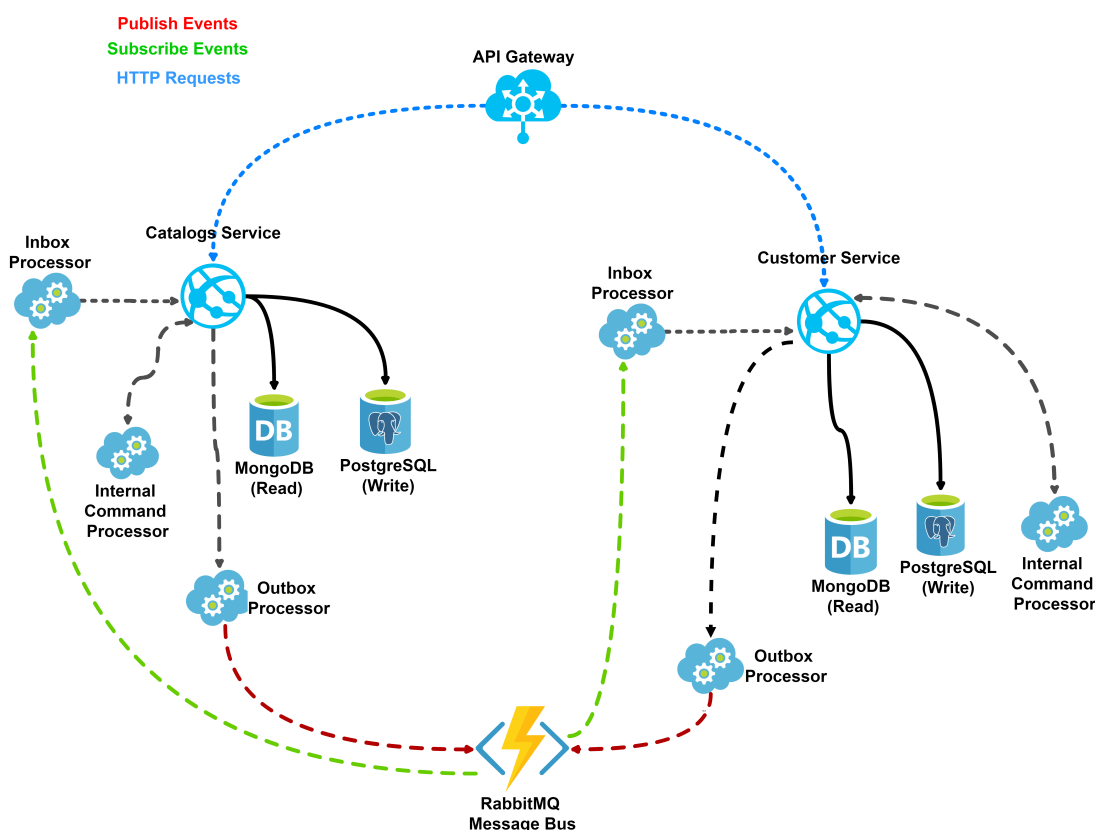 Publish Events
Subscribe Events
HTTP Requests
API Gateway
Catalogs Service
Inbox
Processor
Customer Service
Inbox
Processor
DB
MongoDB
(Read)
PostgreSQL
(Write)
Internal
Command
Processor
DB
MongoDB
(Read)
PostgreSQL
(Write)
Internal
Command
Processor
Outbox
Processor
Outbox
Processor
RabbitMQ
Message Bus